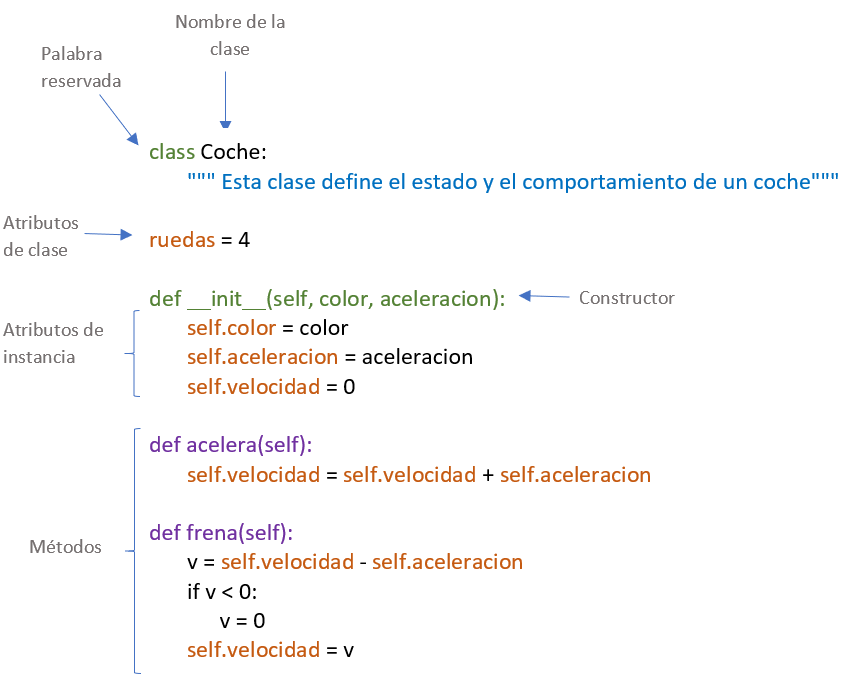 Nombre de la
clase
Palabra
reservada
class Coche:
""" Esta clase define el estado y el comportamiento de un coche"""
Atributos
de clase
ruedas = 4
def __init__(self, color, aceleracion):
Constructor
Atributos de
instancia
self.color = color
self.aceleracion = aceleracion
self.velocidad = 0
def acelera(self):
self.velocidad = self.velocidad + self.aceleracion
Métodos
def frena(self):
v = self.velocidad - self.aceleracion
if v < 0:
v = 0
self.velocidad = v